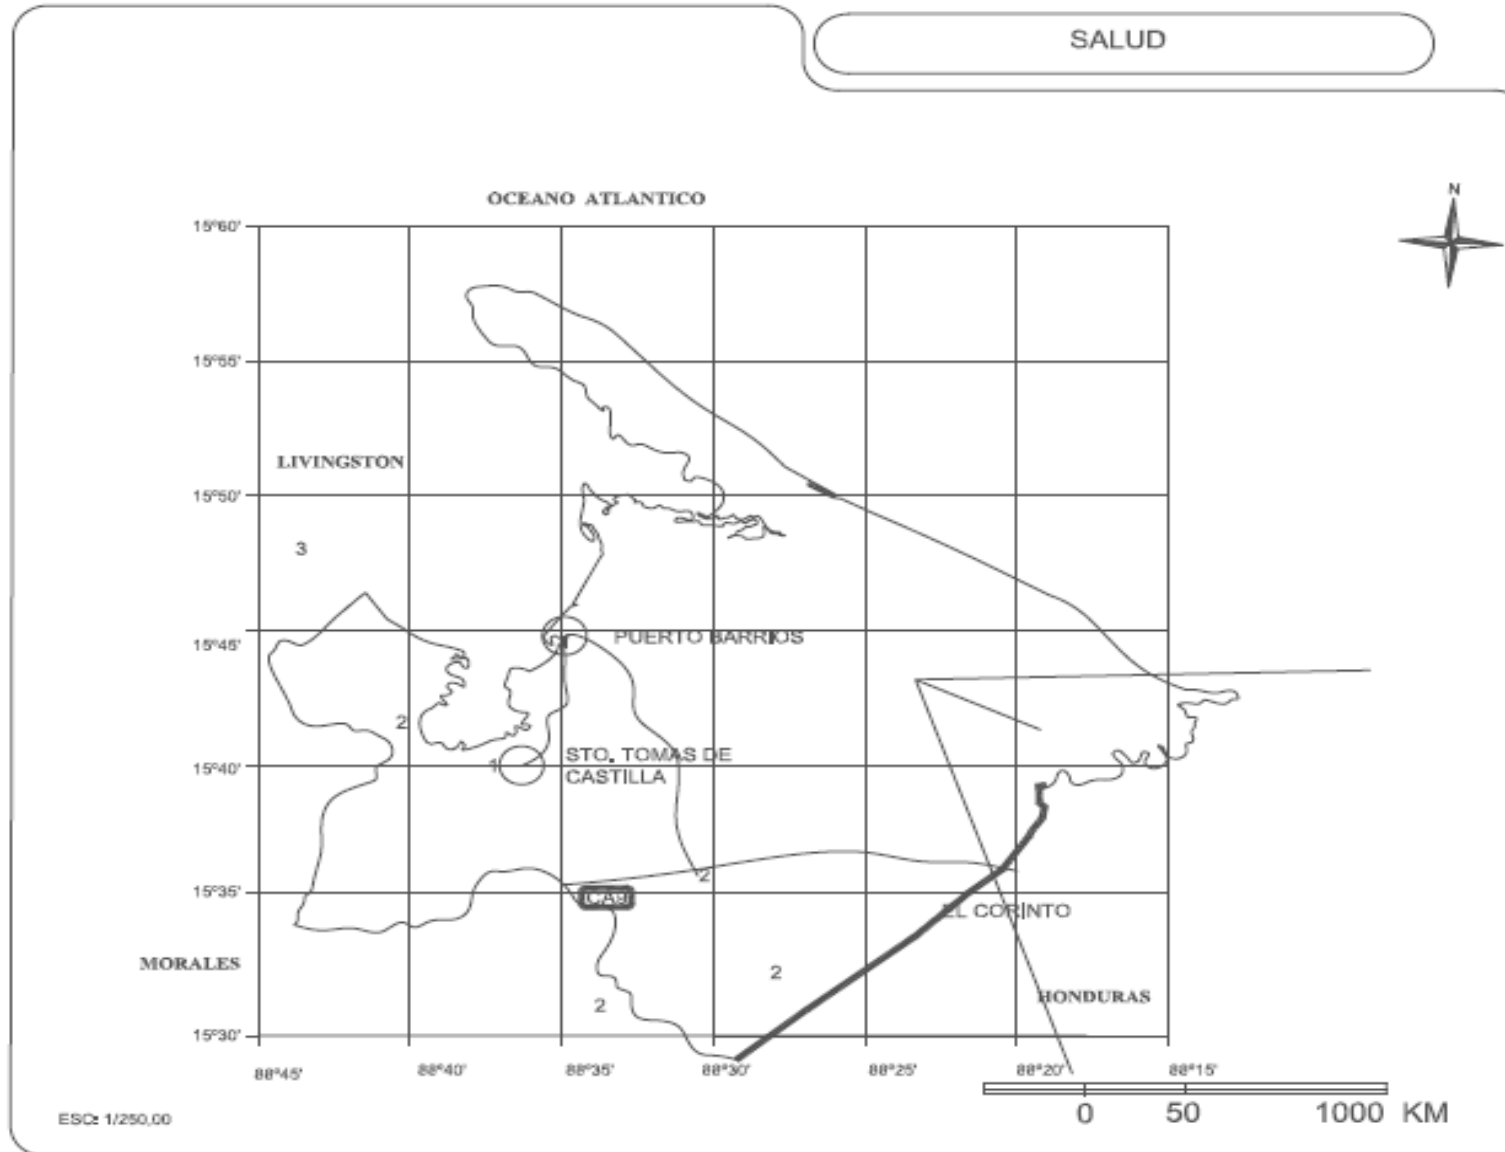 SALUD
OCEANO ATLANTICO
N
15°60'
15°55'
LIVINGSTON
15°50'
3
15°45'
PUERTO BARRIOS
2
STO. TOMAS DE
1
CASTILLA
15°40'
2
15°35'
CA9
EL CORINTO
MORALES
2
HONDURAS
2
15°30'
88°45'
88°40'
88°35'
88°30'
88°25'
88°20'
88°15'
ESC: 1/250,00
0 50 1000 KM